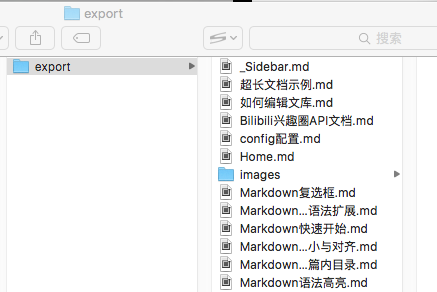 export
搜索
export
_Sidebar.md
超长文档示例.md
如何编辑文库.md
Bilibili兴趣圈API文档.md
config配置.md
Home.md
images
Markdown复选框.md
Markdown...语法扩展.md
Markdown快速开始.md
Markdown...小与对齐.md
Markdown...篇内目录.md
Markdown语法高亮.md